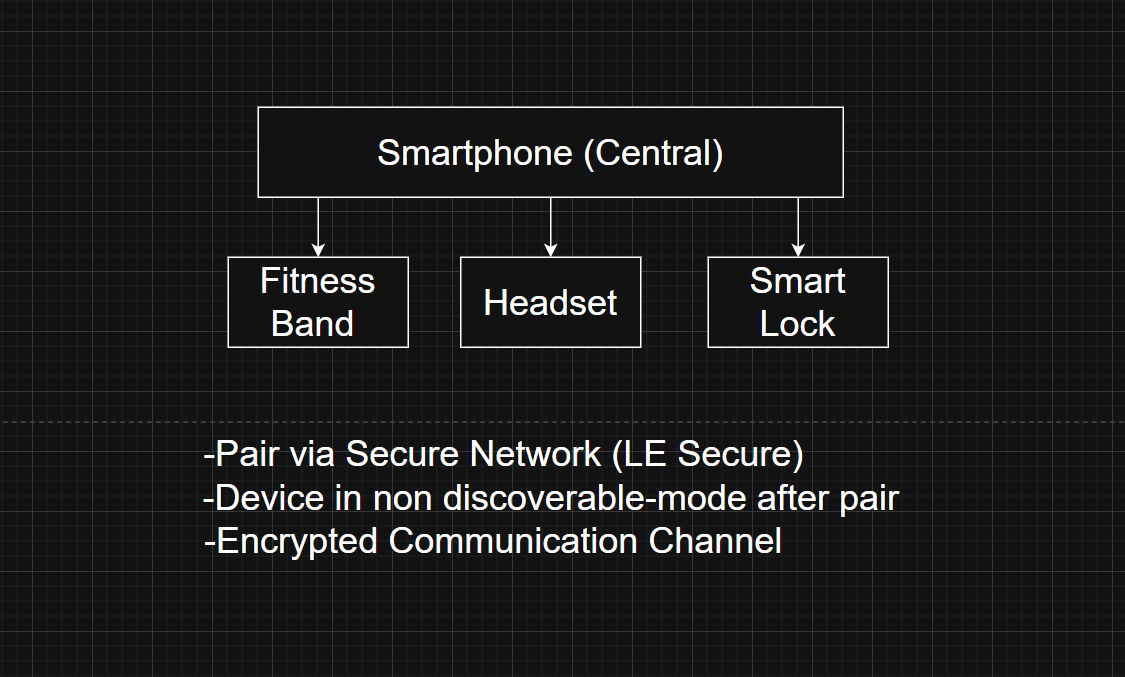 Smartphone (Central)
Fitness
Band
Headset
Smart
Lock
-Pair via Secure Network (LE Secure)
-Device in non discoverable-mode after pair
-Encrypted Communication Channel